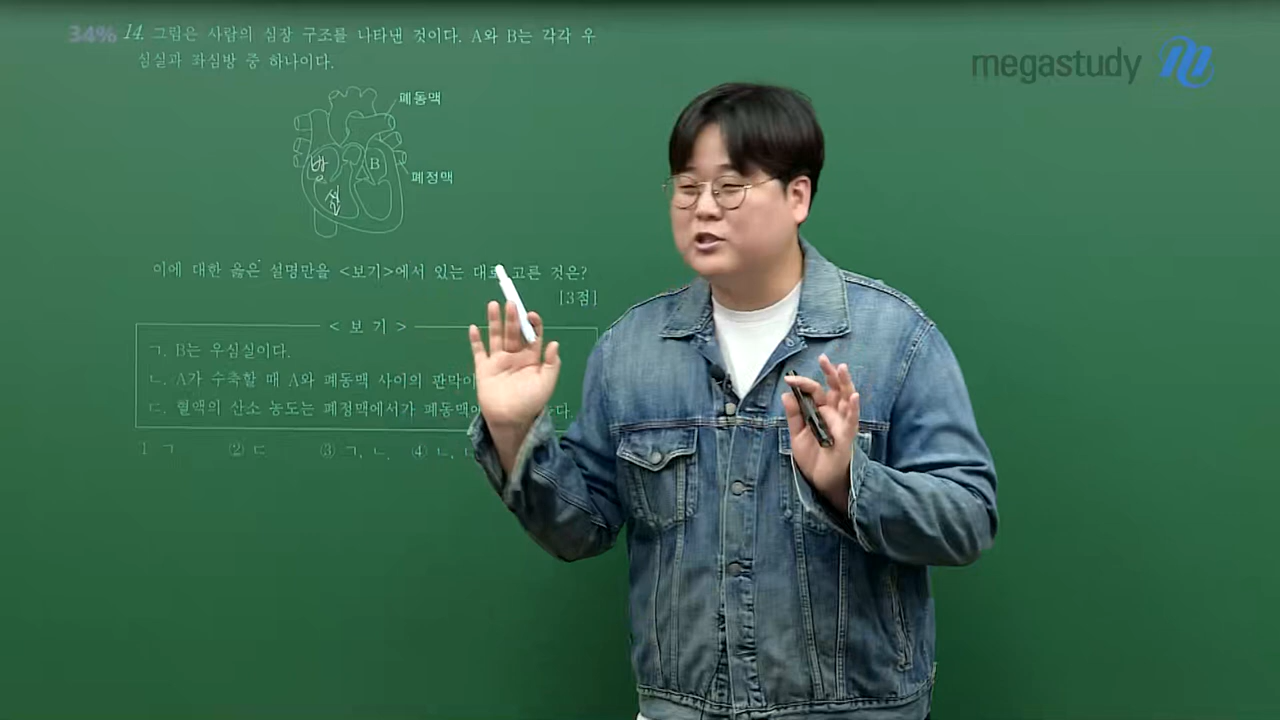 34% 14. 그림은 사람의 심장 구조를 나타낸 것이다. A와 B는 각각 우
심실과 좌심방 중 하나이다.
megastudy
폐동맥
방
B
폐정맥
실
이에 대한 옳은 설명만을 <보기>에서 있는 대로 고른 것은?
[3점]
< 보 기 >
ㄱ. B는 우심실이다.
ㄴ. A가 수축할 때 A와 폐동맥 사이의 판막이
ㄷ. 혈액의 산소 농도는 폐정맥에서가 폐동맥에
1 ㄱ ② ㄷ ③ ㄱ, ㄴ ④ ㄴ,